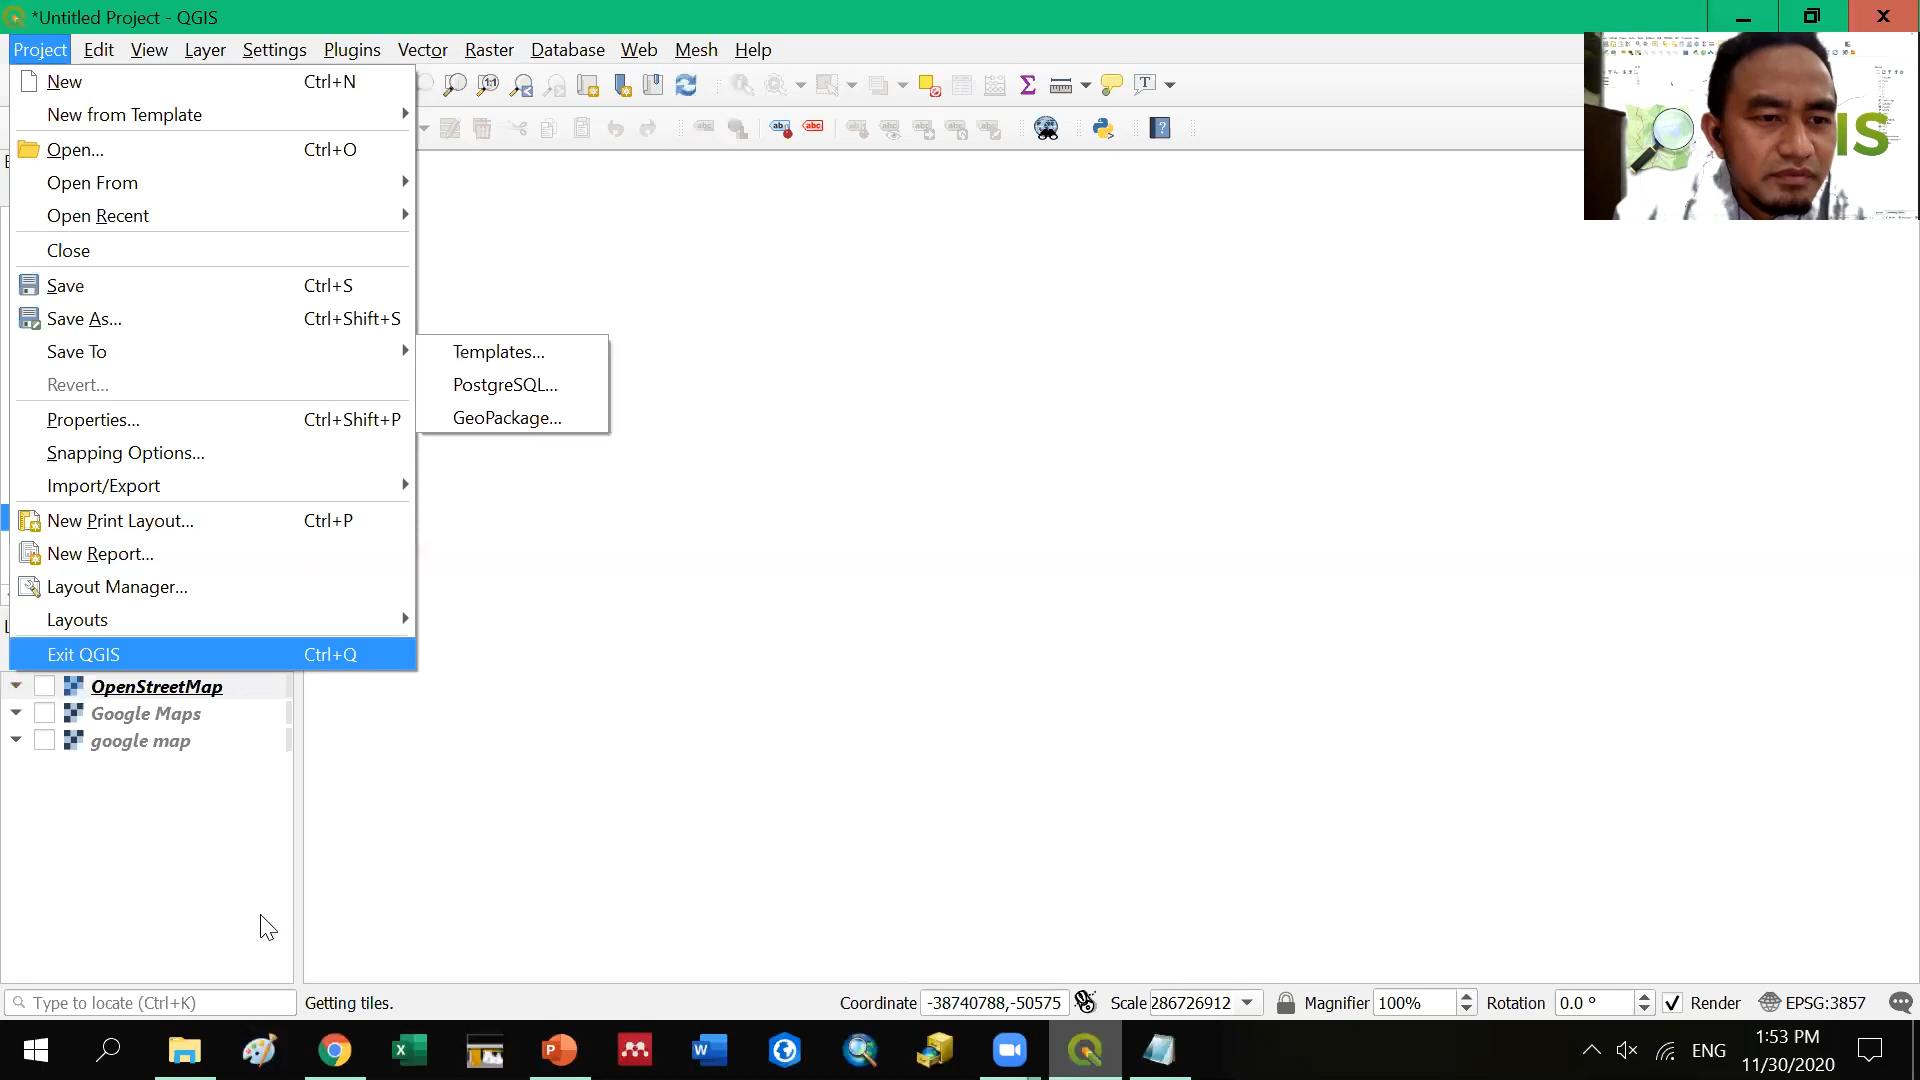 *Untitled Project - QGIS
Project Edit View Layer Settings Plugins Vector Raster Database Web Mesh Help
New Ctrl+N
New from Template
Open... Ctrl+O
Open From
Open Recent
Close
Save Ctrl+S
Save As... Ctrl+Shift+S
Save To
Templates...
PostgreSQL...
GeoPackage...
Revert...
Properties... Ctrl+Shift+P
Snapping Options...
Import/Export
New Print Layout... Ctrl+P
New Report...
Layout Manager...
Layouts
Exit QGIS Ctrl+Q
OpenStreetMap
Google Maps
google map
IS
Type to locate (Ctrl+K) Getting tiles. Coordinate -38740788,-50575 Scale 286726912 Magnifier 100% Rotation 0.0 ° Render EPSG:3857
ENG
1:53 PM
11/30/2020